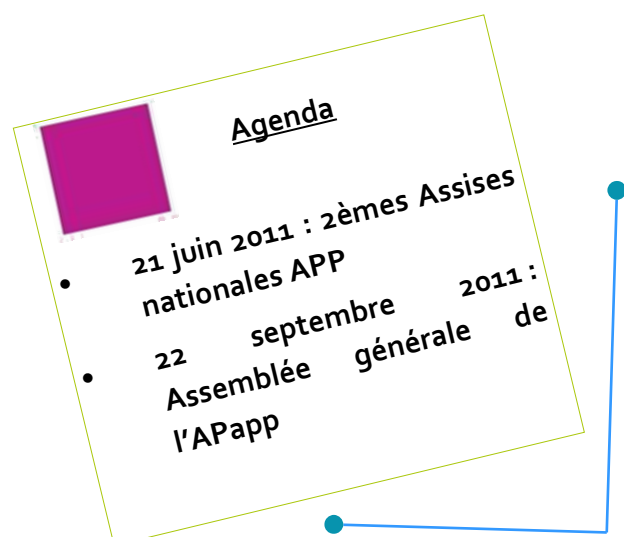 Agenda
• 21 juin 2011 : 2èmes Assises
nationales APP
• 22 septembre 2011 :
Assemblée générale de
l’APapp